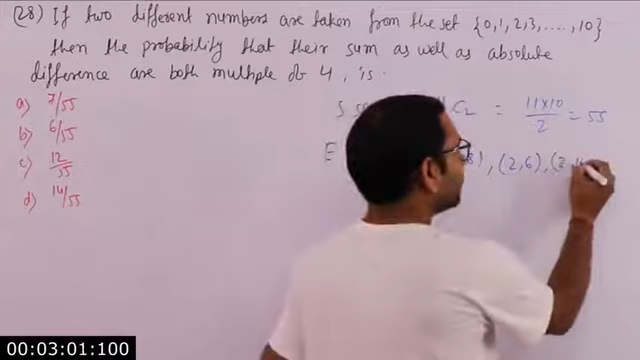 (28) If two different numbers are taken from the set {0,1,2,3,....,10}
then the probability that their sum as well as absolute
difference are both multple of 4, is.
a) 7/55
b) 6/55
c) 12/55
d) 14/55
S C₂ = 11×10/2 = 55
E 8), (2,6), (2,
00:03:01:100